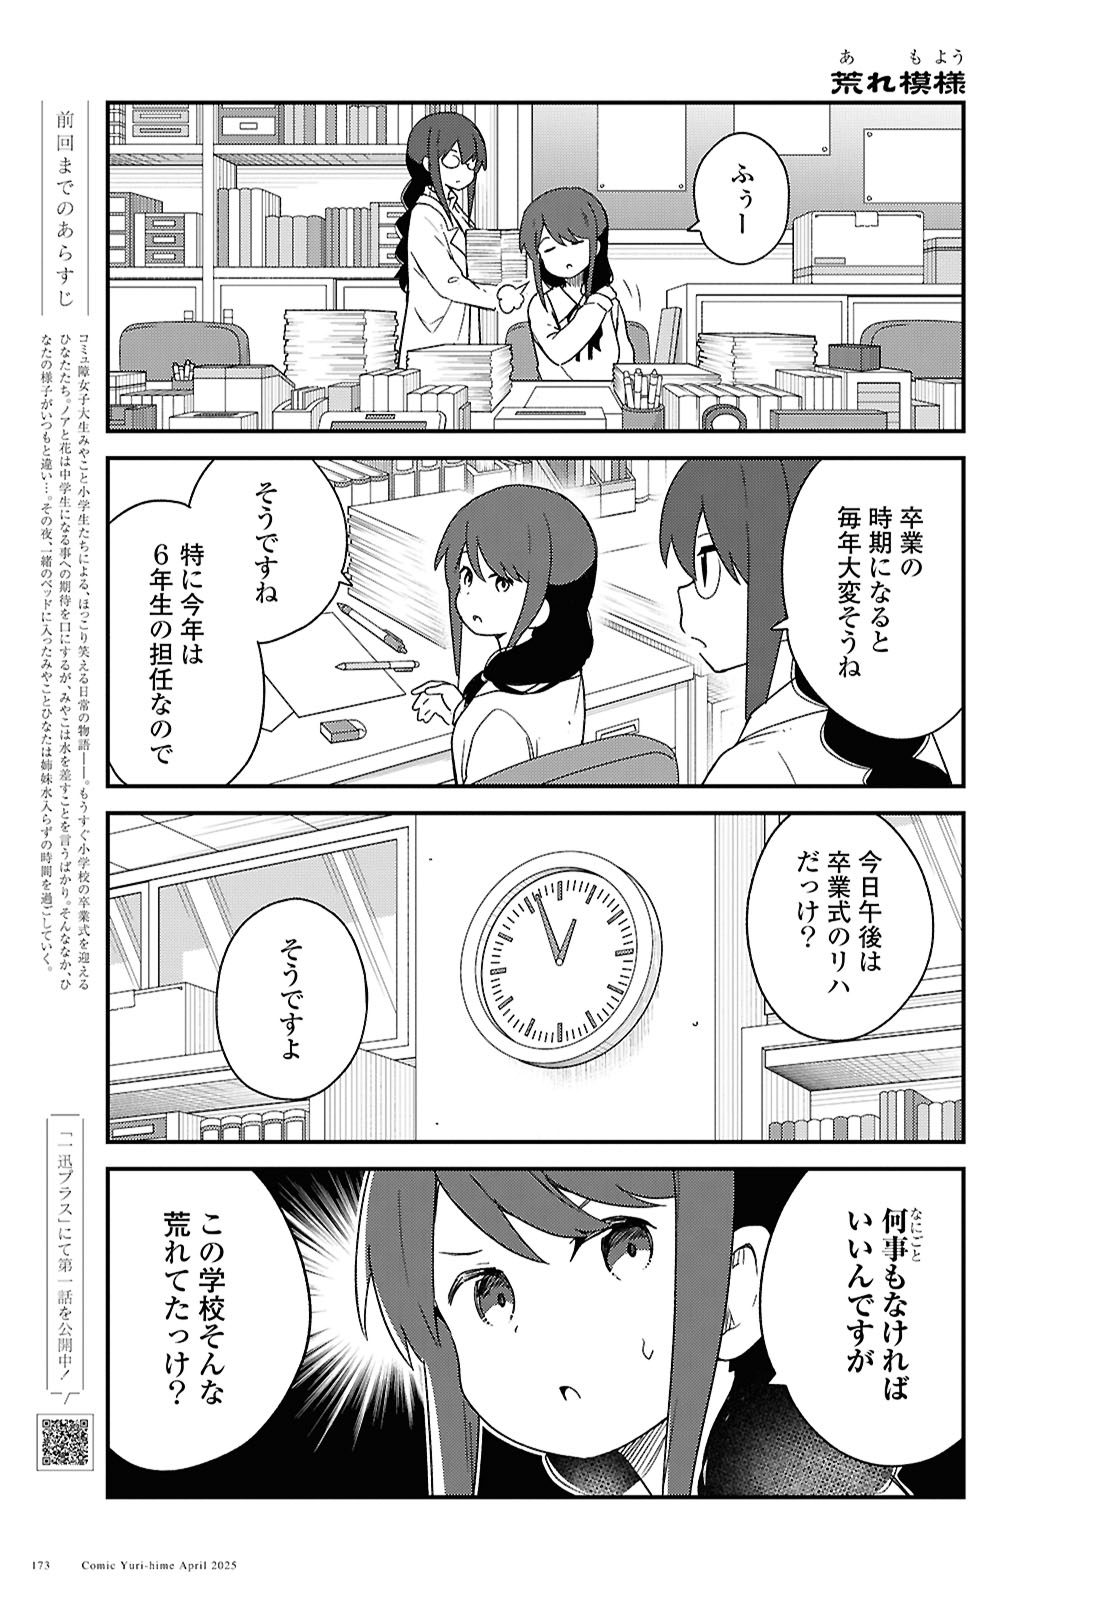 あ も よう
荒れ模様
ふぅー
卒業の
時期になると
毎年大変そうね
そうですね
特に今年は
6年生の担任なので
今日午後は
卒業式のリハ
だっけ?
そうですよ
なにごと
何事もなければ
いいんですが
この学校そんな
荒れてたっけ?
前回までのあらすじ
コミュ障女子大生みやこと小学生たちによる、ほっこり笑える日常の物語――。もうすぐ小学校の卒業式を迎える
ひなたたち。ノアと花は中学生になる事への期待を口にするが、みやこは水を差すことを言うばかり。そんななか、ひ
なたの様子がいつもと違い…。その夜、一緒のベッドに入ったみやことひなたは姉妹水入らずの時間を過ごしていく。
「一迅プラス」にて第一話を公開中!
173 Comic Yuri-hime April 2025